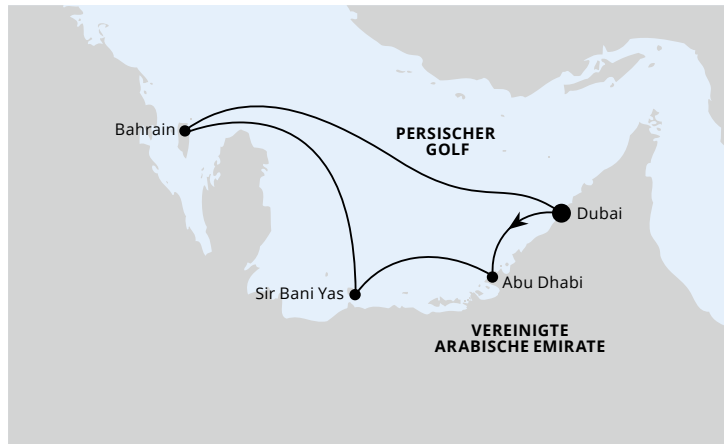 Bahrain
PERSISCHER
GOLF
Dubai
Abu Dhabi
Sir Bani Yas
VEREINIGTE
ARABISCHE EMIRATE